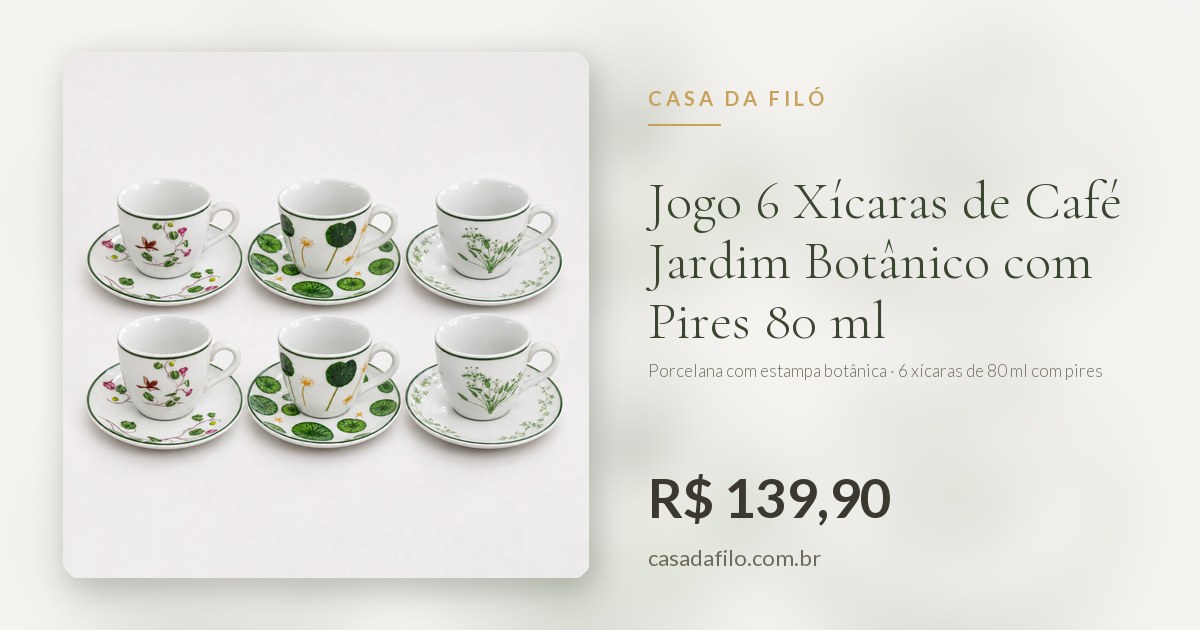 CASA DA FILÓ
Jogo 6 Xícaras de Café
Jardim Botânico com
Pires 80 ml
Porcelana com estampa botânica · 6 xícaras de 80 ml com pires
R$ 139,90
casadafilo.com.br